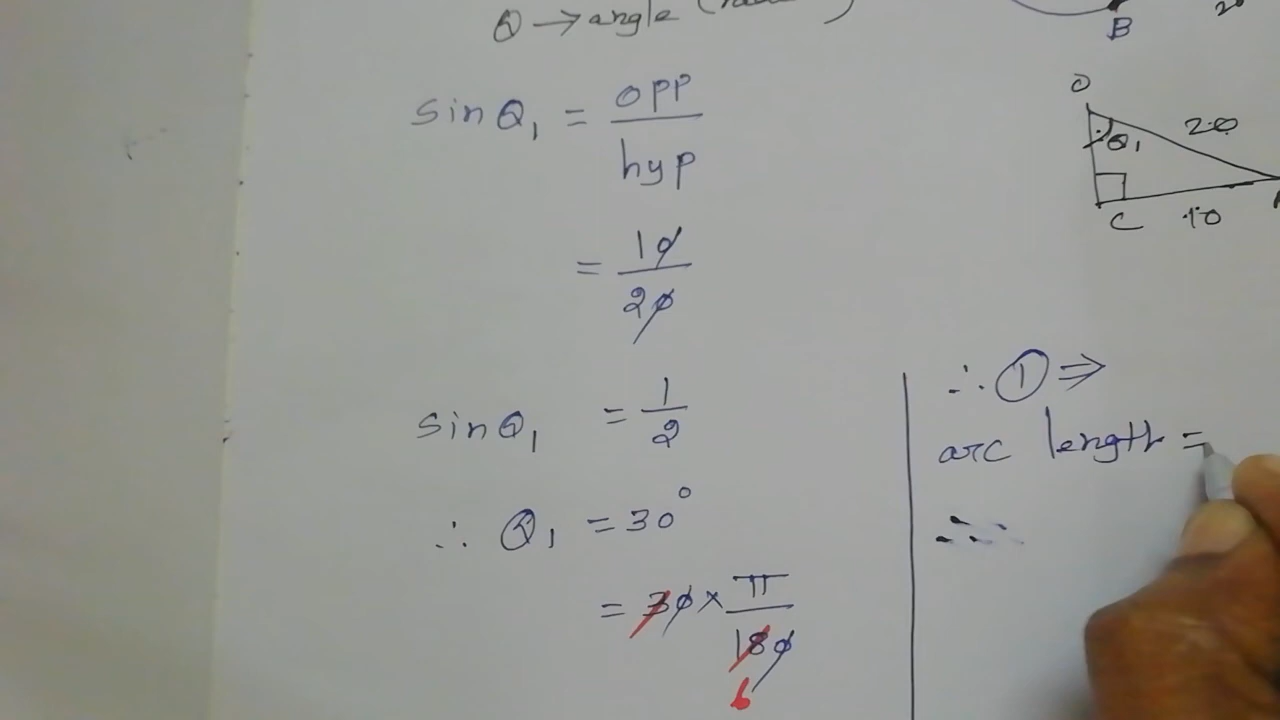 θ → angle (
B
sin θ₁ = opp/hyp
O
20
θ₁
C 10
= 10/20
sin θ₁ = 1/2
∴ θ₁ = 30°
= 30 × π/180
6
∴ ① ⇒
arc length =